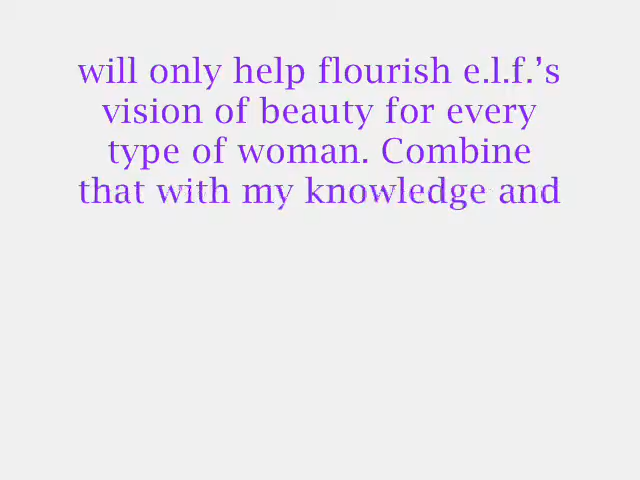 will only help flourish e.l.f.’s
vision of beauty for every
type of woman. Combine
that with my knowledge and